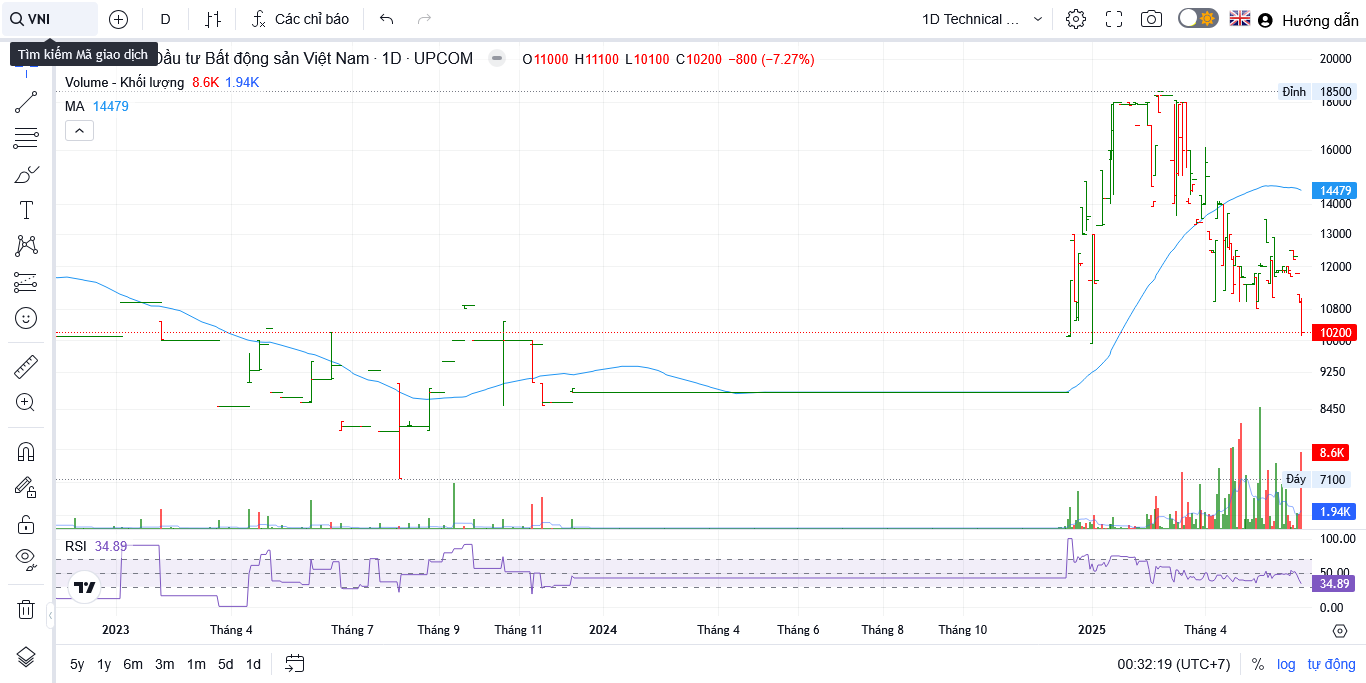 VNI D Các chỉ báo 1D Technical ... Hướng dẫn
Tìm kiếm Mã giao dịch
Đầu tư Bất động sản Việt Nam · 1D · UPCOM O11000 H11100 L10100 C10200 −800 (−7.27%)
Volume - Khối lượng 8.6K 1.94K
MA 14479
20000
Đỉnh 18500
18000
16000
14479
14000
13000
12000
10800
10200
10000
9250
8450
8.6K
Đáy 7100
1.94K
RSI 34.89
100.00
50.00
34.89
0.00
2023 Tháng 4 Tháng 7 Tháng 9 Tháng 11 2024 Tháng 4 Tháng 6 Tháng 8 Tháng 10 2025 Tháng 4
5y 1y 6m 3m 1m 5d 1d 00:32:19 (UTC+7) % log tự động